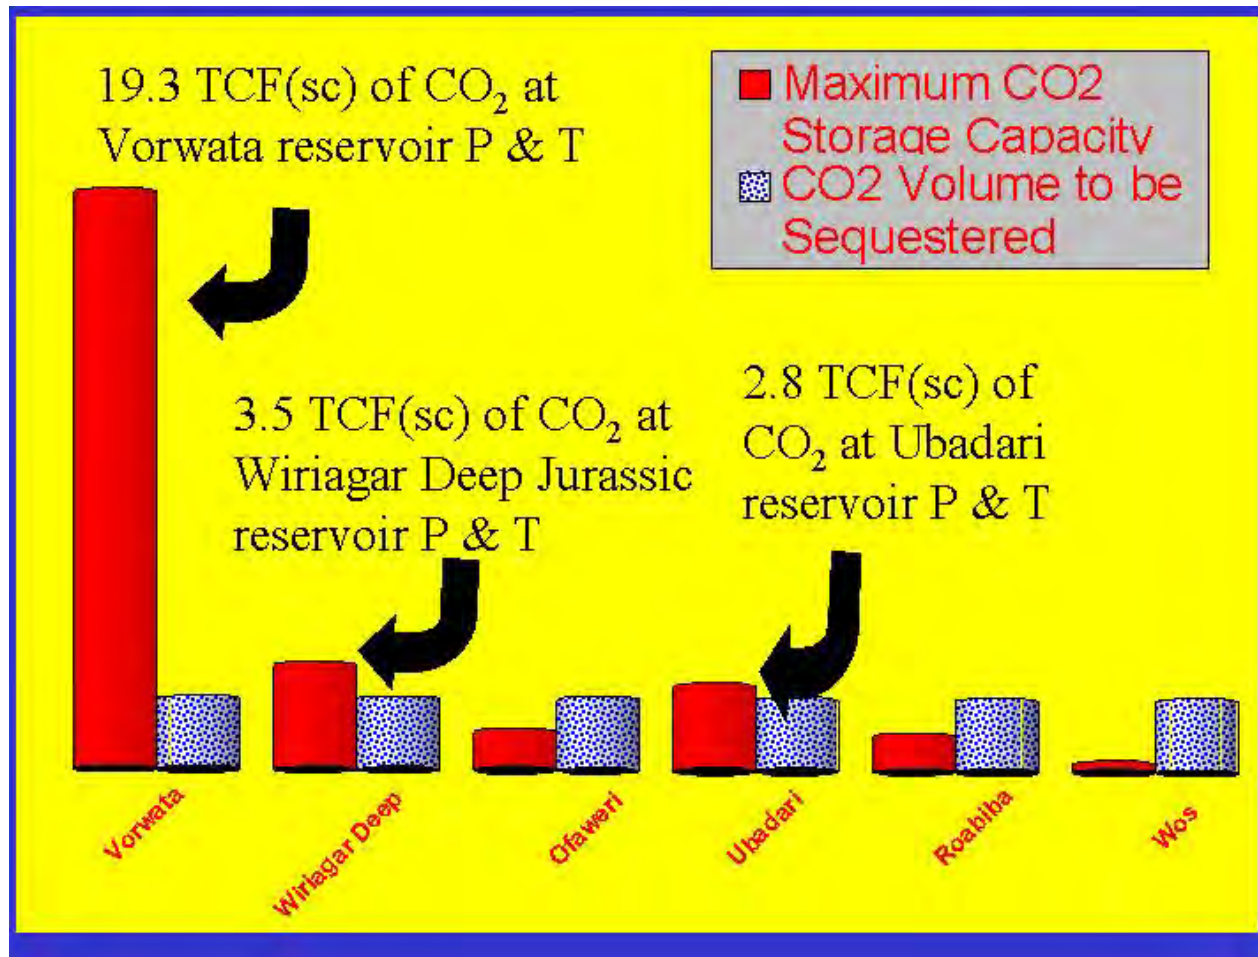 19.3 TCF(sc) of CO₂ at
Vorwata reservoir P & T
Maximum CO2
Storage Capacity
CO2 Volume to be
Sequestered
3.5 TCF(sc) of CO₂ at
Wiriagar Deep Jurassic
reservoir P & T
2.8 TCF(sc) of
CO₂ at Ubadari
reservoir P & T
Vorwata
Wiriagar Deep
Ofaweri
Ubadari
Roabiba
Wos